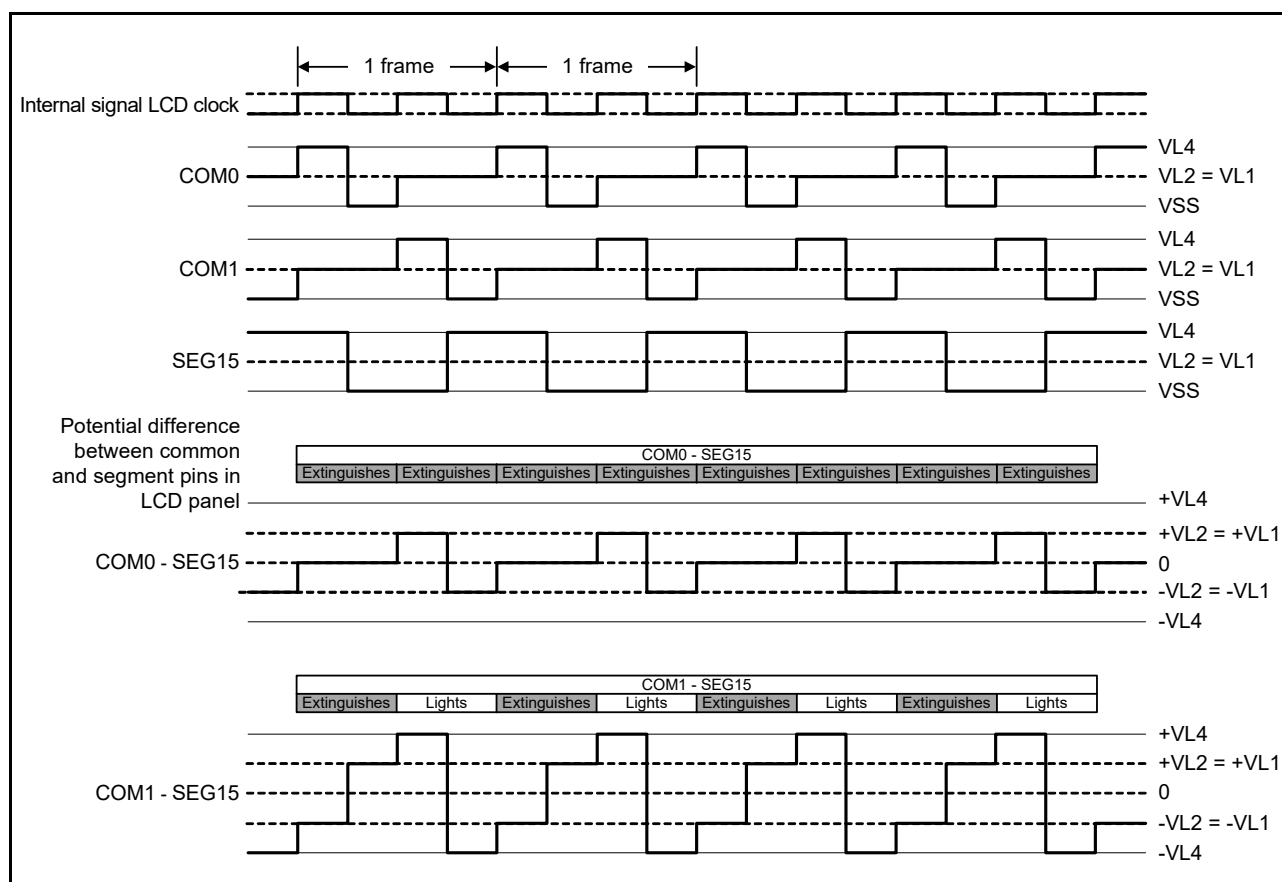 1 frame
1 frame
Internal signal LCD clock
COM0
VL4
VL2 = VL1
VSS
COM1
VL4
VL2 = VL1
VSS
SEG15
VL4
VL2 = VL1
VSS
Potential difference
between common
and segment pins in
LCD panel
COM0 - SEG15
Extinguishes Extinguishes Extinguishes Extinguishes Extinguishes Extinguishes Extinguishes Extinguishes
COM0 - SEG15
+VL4
+VL2 = +VL1
0
-VL2 = -VL1
-VL4
COM1 - SEG15
Extinguishes Lights Extinguishes Lights Extinguishes Lights Extinguishes Lights
COM1 - SEG15
+VL4
+VL2 = +VL1
0
-VL2 = -VL1
-VL4